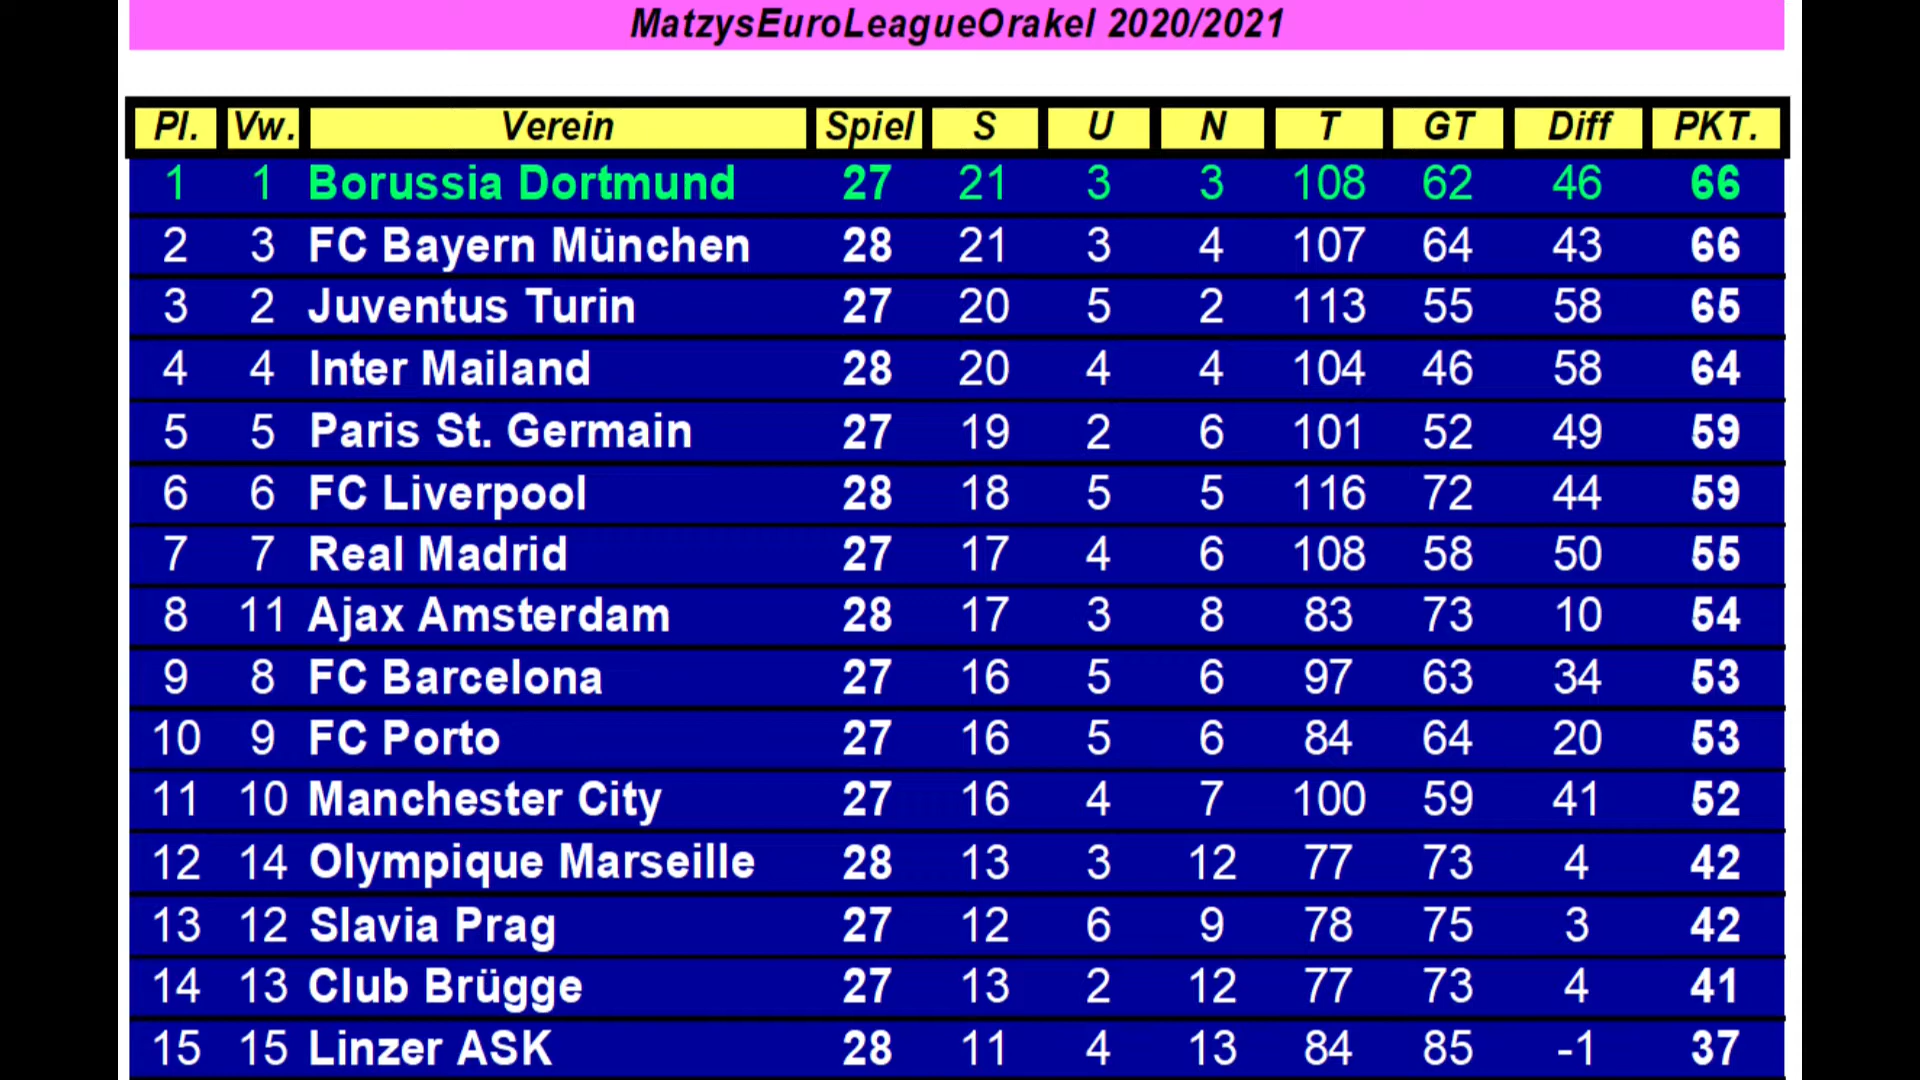 MatzysEuroLeagueOrakel 2020/2021
Pl. Vw. Verein Spiel S U N T GT Diff PKT.
1 1 Borussia Dortmund 27 21 3 3 108 62 46 66
2 3 FC Bayern München 28 21 3 4 107 64 43 66
3 2 Juventus Turin 27 20 5 2 113 55 58 65
4 4 Inter Mailand 28 20 4 4 104 46 58 64
5 5 Paris St. Germain 27 19 2 6 101 52 49 59
6 6 FC Liverpool 28 18 5 5 116 72 44 59
7 7 Real Madrid 27 17 4 6 108 58 50 55
8 11 Ajax Amsterdam 28 17 3 8 83 73 10 54
9 8 FC Barcelona 27 16 5 6 97 63 34 53
10 9 FC Porto 27 16 5 6 84 64 20 53
11 10 Manchester City 27 16 4 7 100 59 41 52
12 14 Olympique Marseille 28 13 3 12 77 73 4 42
13 12 Slavia Prag 27 12 6 9 78 75 3 42
14 13 Club Brügge 27 13 2 12 77 73 4 41
15 15 Linzer ASK 28 11 4 13 84 85 -1 37